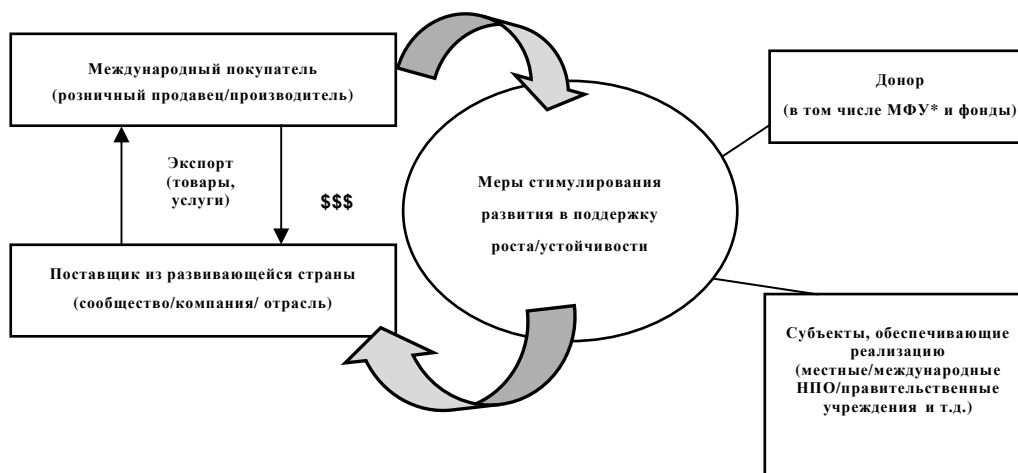 Международный покупатель
(розничный продавец/производитель)
Экспорт
(товары,
услуги)
$$$
Поставщик из развивающейся страны
(сообщество/компания/ отрасль)
Меры стимулирования
развития в поддержку
роста/устойчивости
Донор
(в том числе МФУ* и фонды)
Субъекты, обеспечивающие
реализацию
(местные/международные
НПО/правительственные
учреждения и т.д.)